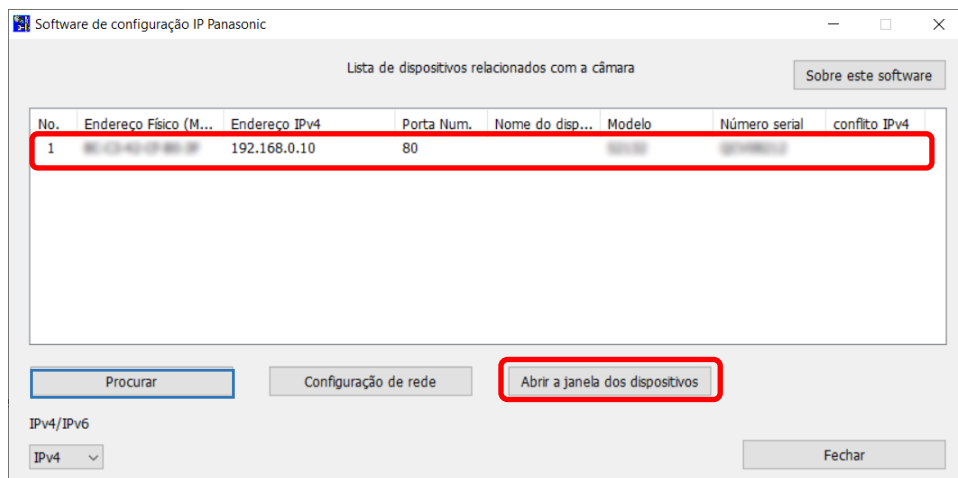 Software de configuração IP Panasonic
Lista de dispositivos relacionados com a câmara
Sobre este software
No. Endereço Físico (M... Endereço IPv4 Porta Num. Nome do disp... Modelo Número serial conflito IPv4
1 192.168.0.10 80
Procurar Configuração de rede Abrir a janela dos dispositivos
IPv4/IPv6
IPv4 Fechar